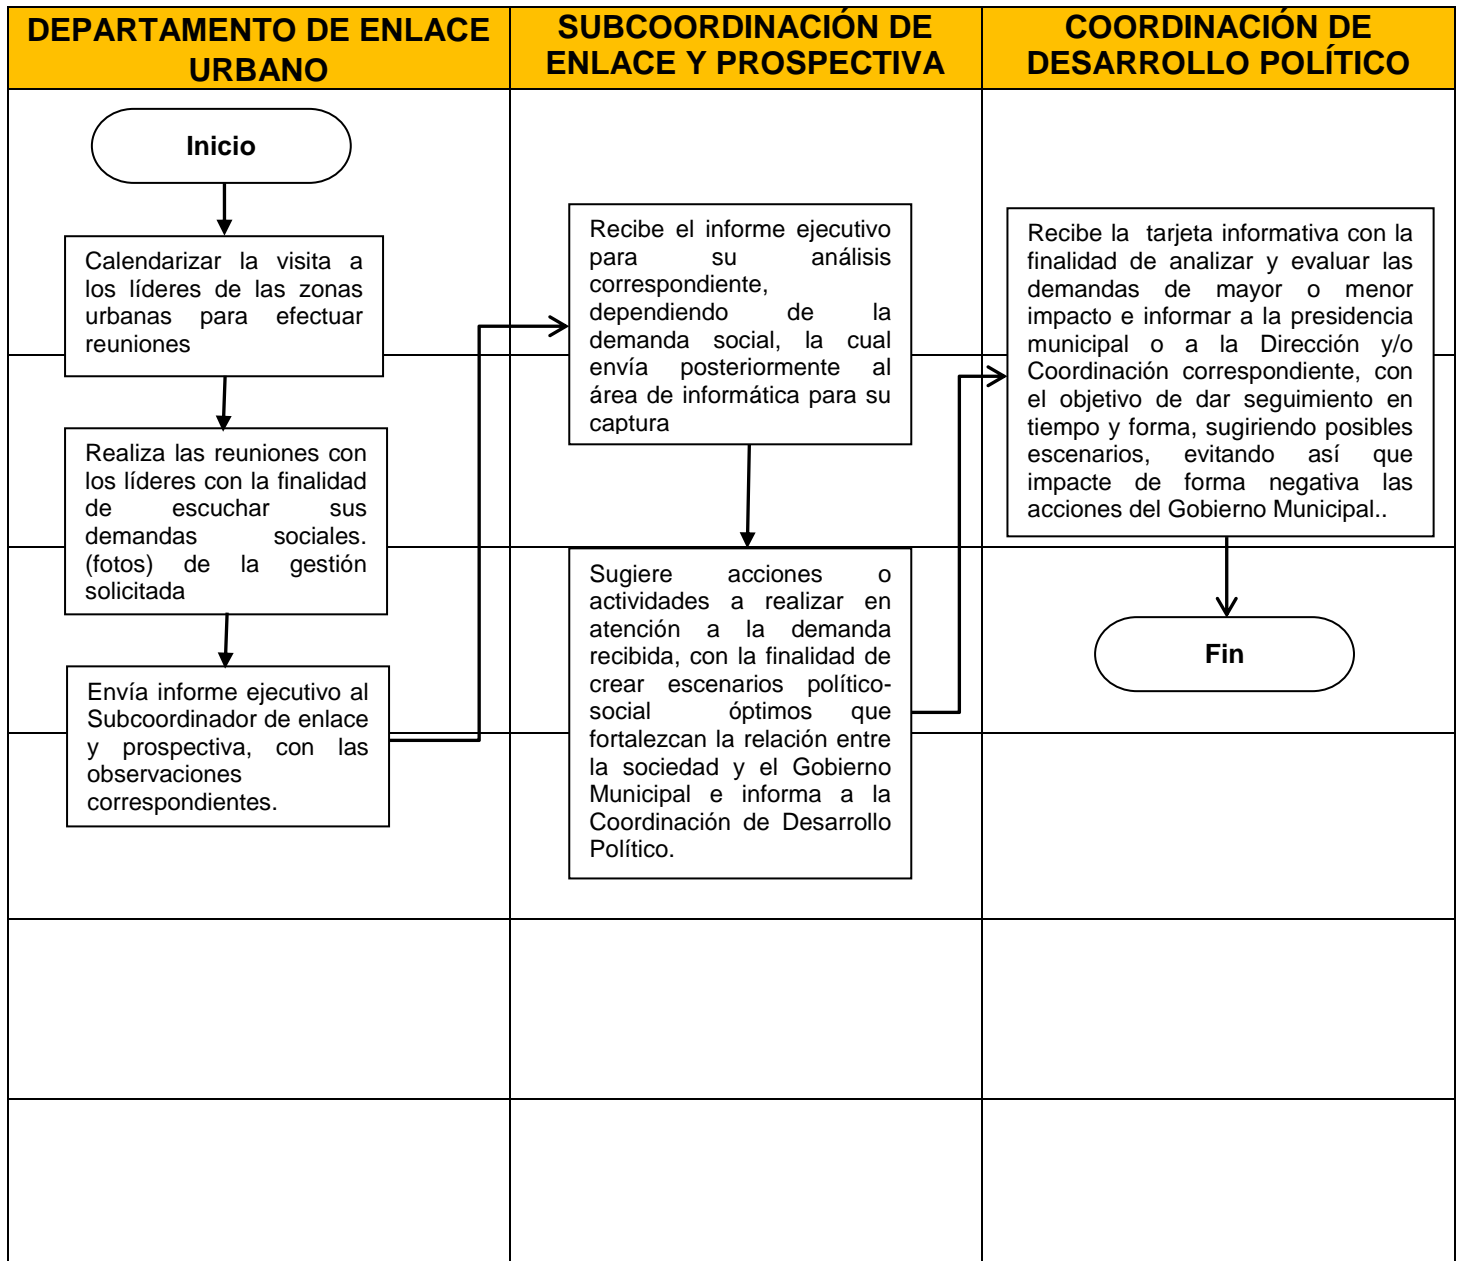 DEPARTAMENTO DE ENLACE
URBANO
SUBCOORDINACIÓN DE
ENLACE Y PROSPECTIVA
COORDINACIÓN DE
DESARROLLO POLÍTICO
Inicio
Calendarizar la visita a
los líderes de las zonas
urbanas para efectuar
reuniones
Realiza las reuniones con
los líderes con la finalidad
de escuchar sus
demandas sociales.
(fotos) de la gestión
solicitada
Envía informe ejecutivo al
Subcoordinador de enlace
y prospectiva, con las
observaciones
correspondientes.
Recibe el informe ejecutivo
para su análisis
correspondiente,
dependiendo de la
demanda social, la cual
envía posteriormente al
área de informática para su
captura
Sugiere acciones o
actividades a realizar en
atención a la demanda
recibida, con la finalidad de
crear escenarios político-
social óptimos que
fortalezcan la relación entre
la sociedad y el Gobierno
Municipal e informa a la
Coordinación de Desarrollo
Político.
Recibe la tarjeta informativa con la
finalidad de analizar y evaluar las
demandas de mayor o menor
impacto e informar a la presidencia
municipal o a la Dirección y/o
Coordinación correspondiente, con
el objetivo de dar seguimiento en
tiempo y forma, sugiriendo posibles
escenarios, evitando así que
impacte de forma negativa las
acciones del Gobierno Municipal..
Fin